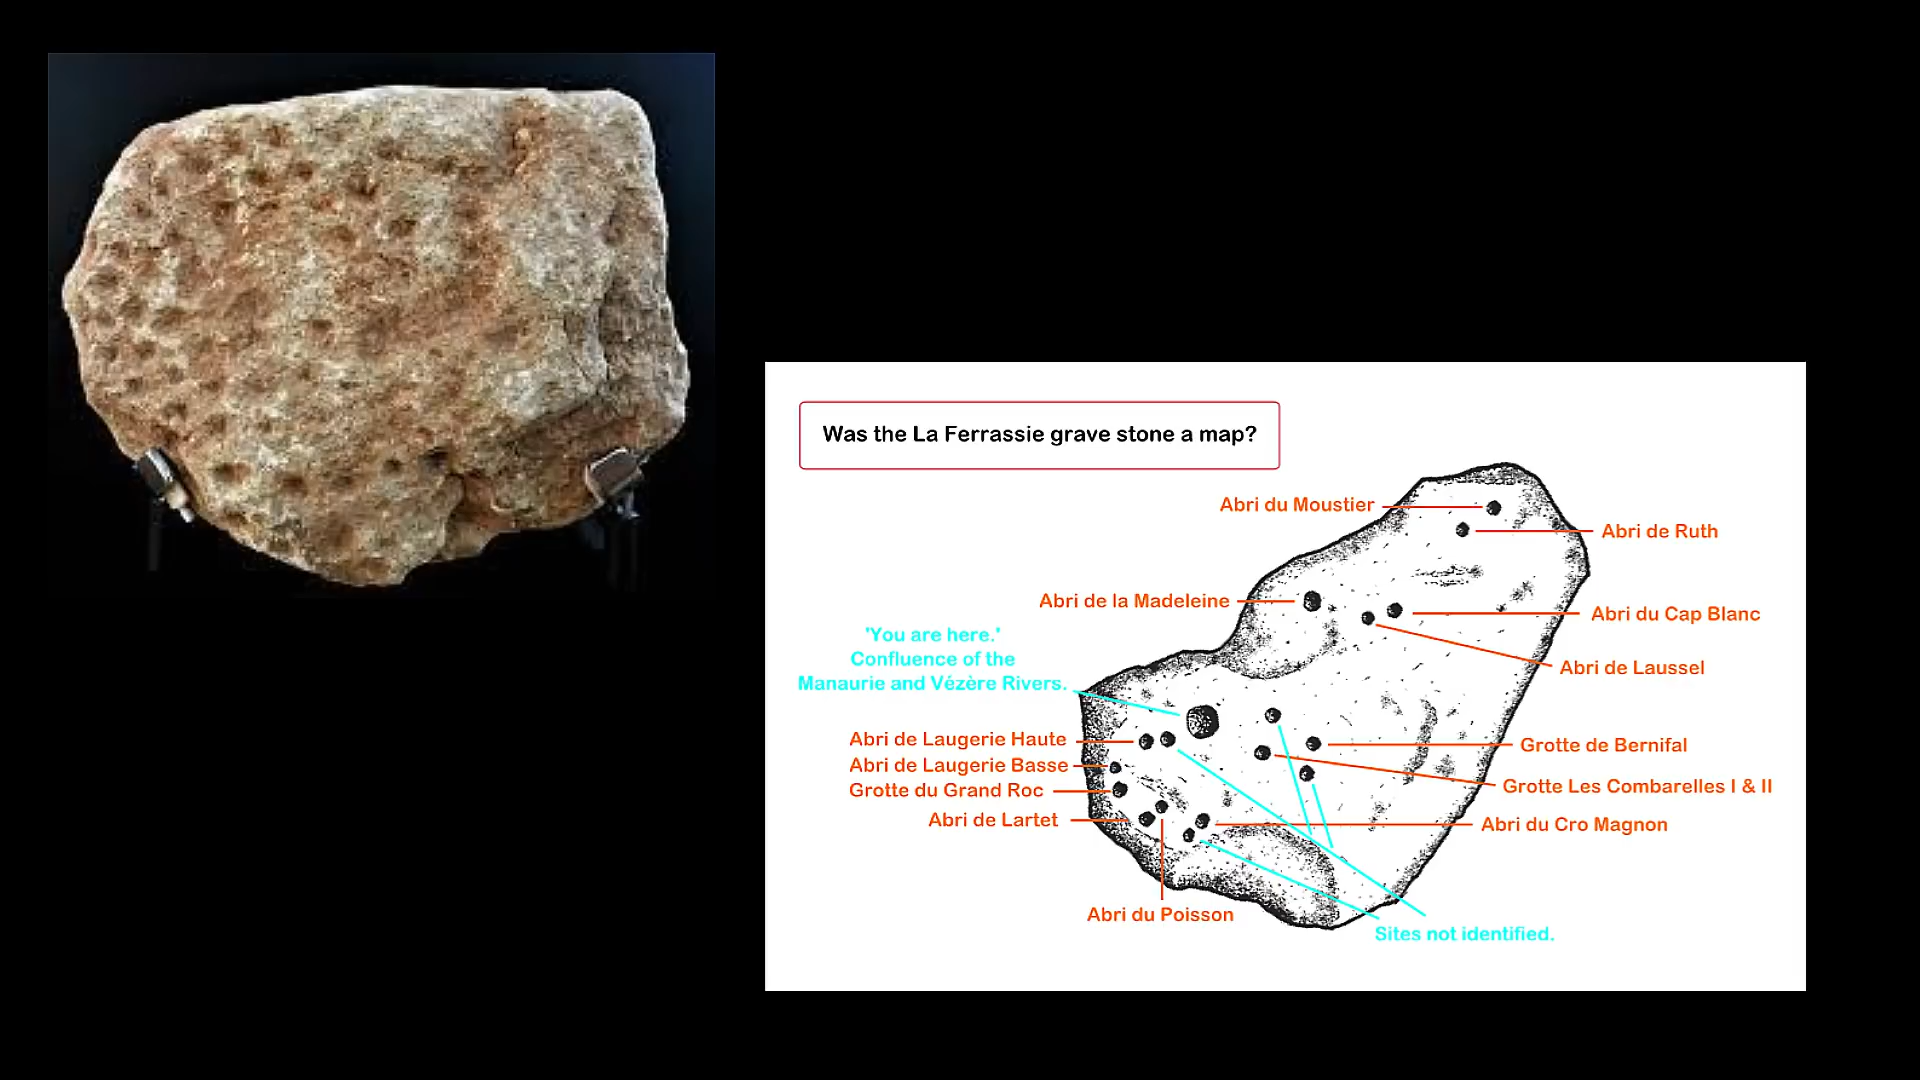 Was the La Ferrassie grave stone a map?
Abri du Moustier
Abri de Ruth
Abri de la Madeleine
Abri du Cap Blanc
'You are here.'
Confluence of the
Manaurie and Vézère Rivers.
Abri de Laussel
Abri de Laugerie Haute
Grotte de Bernifal
Abri de Laugerie Basse
Grotte du Grand Roc
Grotte Les Combarelles I & II
Abri de Lartet
Abri du Cro Magnon
Abri du Poisson
Sites not identified.